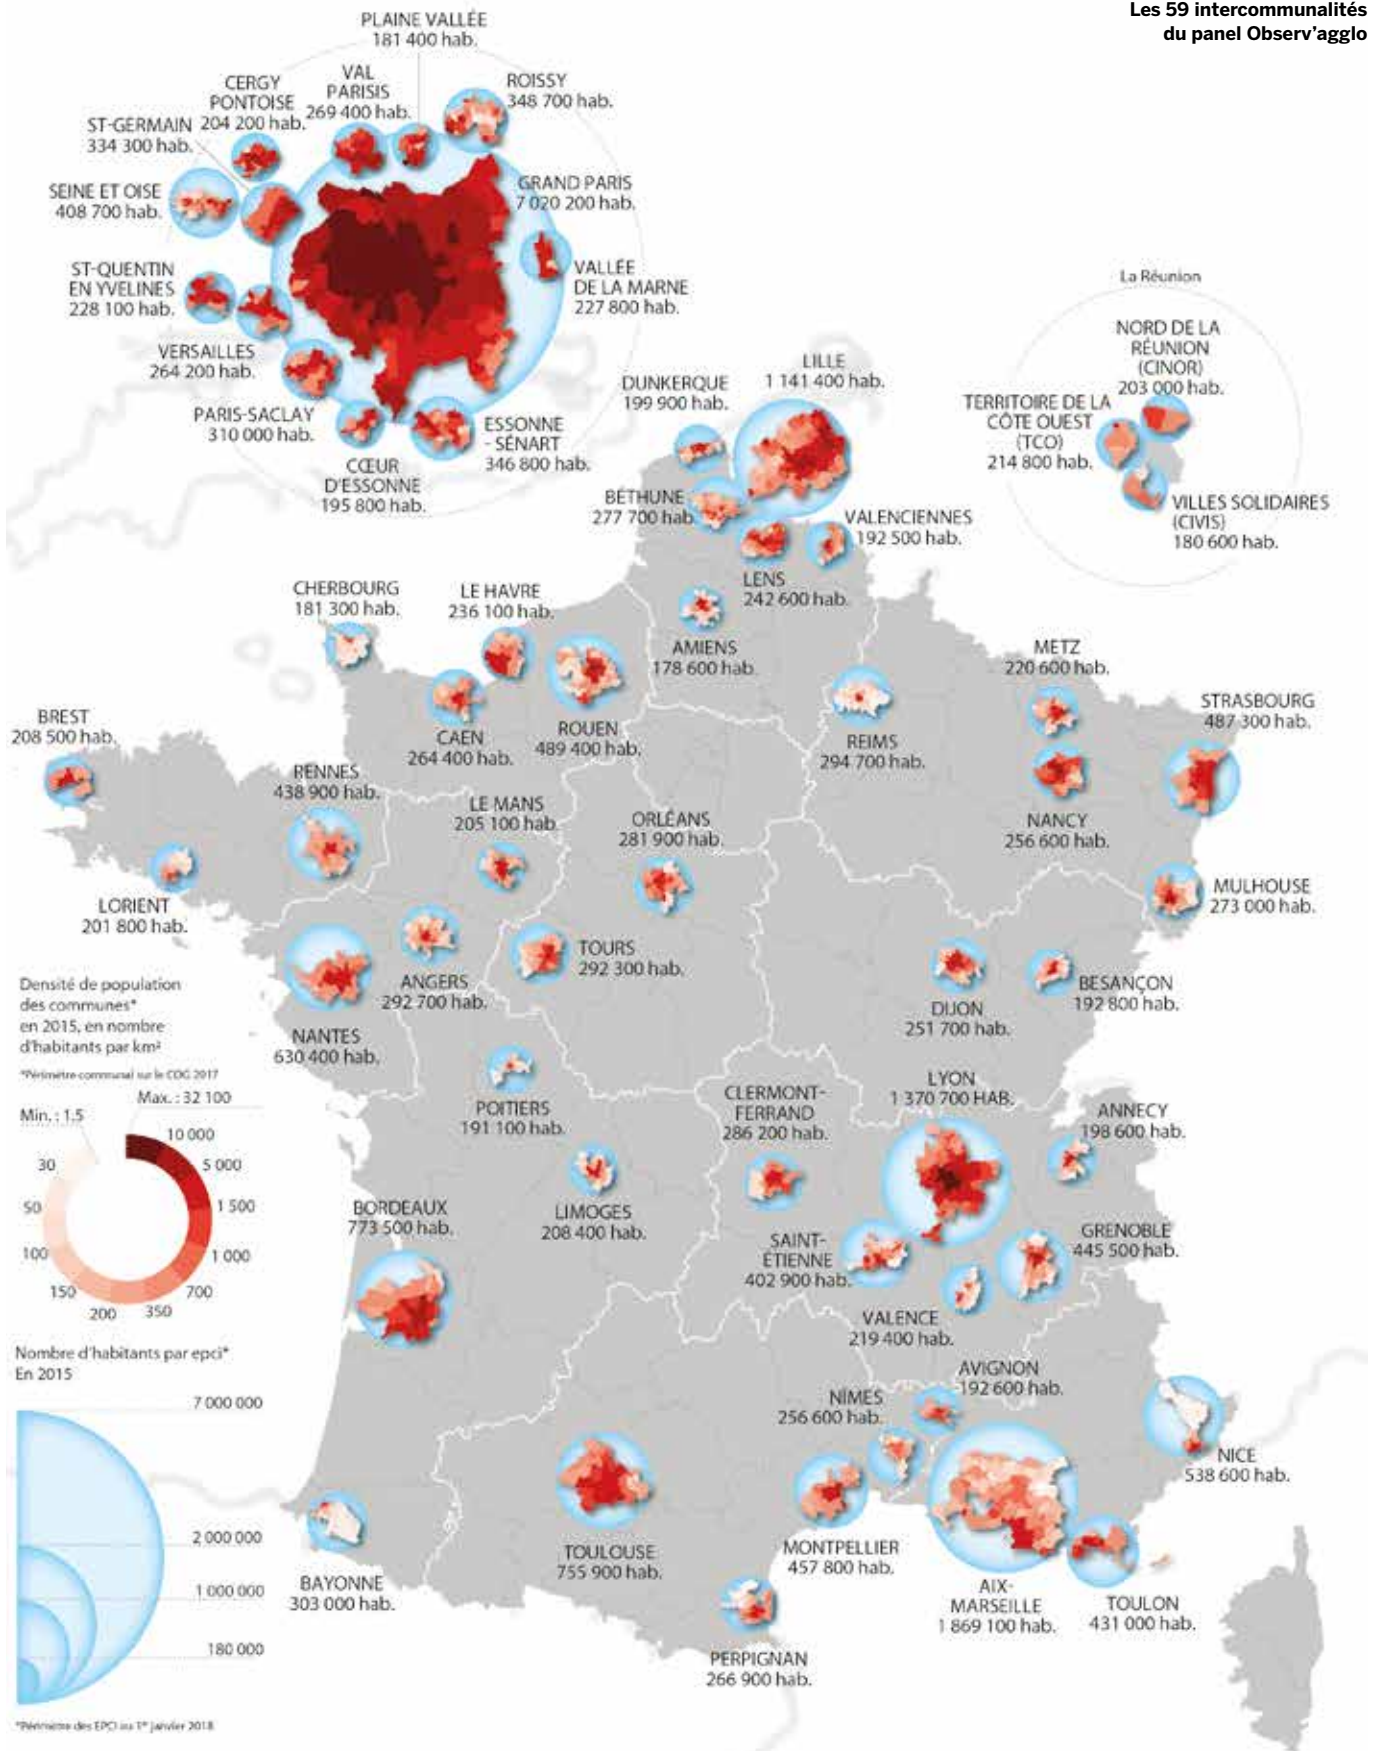 Les 59 intercommunalités
du panel Observ'agglo
PLAINE VALLÉE
181 400 hab.
CERGY
PONTOISE
204 200 hab.
VAL
PARISIS
269 400 hab.
ROISSY
348 700 hab.
ST-GERMAIN
334 300 hab.
SEINE ET OISE
408 700 hab.
GRAND PARIS
7 020 200 hab.
ST-QUENTIN
EN YVELINES
228 100 hab.
VALLÉE
DE LA MARNE
227 800 hab.
VERSAILLES
264 200 hab.
PARIS-SACLAY
310 000 hab.
CŒUR
D'ESSONNE
195 800 hab.
ESSONNE
-SÉNART
346 800 hab.
La Réunion
NORD DE LA
RÉUNION
(CINOR)
203 000 hab.
TERRITOIRE DE LA
CÔTE OUEST
(TCO)
214 800 hab.
VILLES SOLIDAIRES
(CIVIS)
180 600 hab.
DUNKERQUE
199 900 hab.
LILLE
1 141 400 hab.
BÉTHUNE
277 700 hab.
VALENCIENNES
192 500 hab.
LENS
242 600 hab.
CHERBOURG
181 300 hab.
LE HAVRE
236 100 hab.
AMIENS
178 600 hab.
METZ
220 600 hab.
STRASBOURG
487 300 hab.
BREST
208 500 hab.
CAEN
264 400 hab.
ROUEN
489 400 hab.
REIMS
294 700 hab.
RENNES
438 900 hab.
LE MANS
205 100 hab.
ORLÉANS
281 900 hab.
NANCY
256 600 hab.
MULHOUSE
273 000 hab.
LORIENT
201 800 hab.
ANGERS
292 700 hab.
TOURS
292 300 hab.
DIJON
251 700 hab.
BESANÇON
192 800 hab.
NANTES
630 400 hab.
POITIERS
191 100 hab.
CLERMONT-
FERRAND
286 200 hab.
LYON
1 370 700 HAB.
ANNECY
198 600 hab.
LIMOGES
208 400 hab.
BORDEAUX
773 500 hab.
SAINT-
ÉTIENNE
402 900 hab.
GRENOBLE
445 500 hab.
VALENCE
219 400 hab.
AVIGNON
192 600 hab.
NÎMES
256 600 hab.
NICE
538 600 hab.
TOULOUSE
755 900 hab.
MONTPELLIER
457 800 hab.
BAYONNE
303 000 hab.
AIX-
MARSEILLE
1 869 100 hab.
TOULON
431 000 hab.
PERPIGNAN
266 900 hab.
Densité de population
des communes*
en 2015, en nombre
d'habitants par km²
*Périmètre communal sur le COG 2017
Max. : 32 100
Min. : 1,5
10 000
5 000
1 500
1 000
700
350
200
150
100
50
30
Nombre d'habitants par epci*
En 2015
7 000 000
2 000 000
1 000 000
180 000
*Périmètre des EPCI au 1er janvier 2018